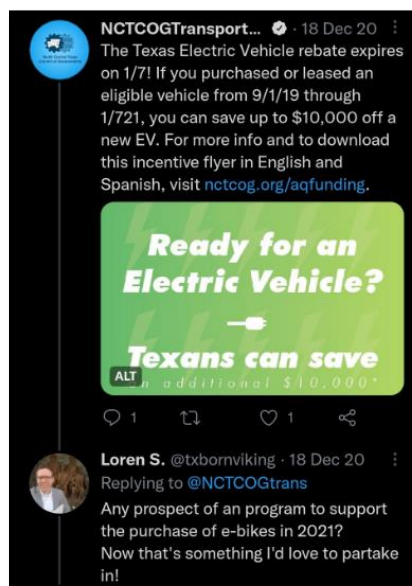 NCTCOGTransport... · 18 Dec 20
The Texas Electric Vehicle rebate expires
on 1/7! If you purchased or leased an
eligible vehicle from 9/1/19 through
1/721, you can save up to $10,000 off a
new EV. For more info and to download
this incentive flyer in English and
Spanish, visit nctcog.org/aqfunding.
Ready for an
Electric Vehicle?
Texans can save
ALT
an additional $10,000*
1 1
Loren S. @txbornviking · 18 Dec 20
Replying to @NCTCOGtrans
Any prospect of an program to support
the purchase of e-bikes in 2021?
Now that's something I'd love to partake
in!